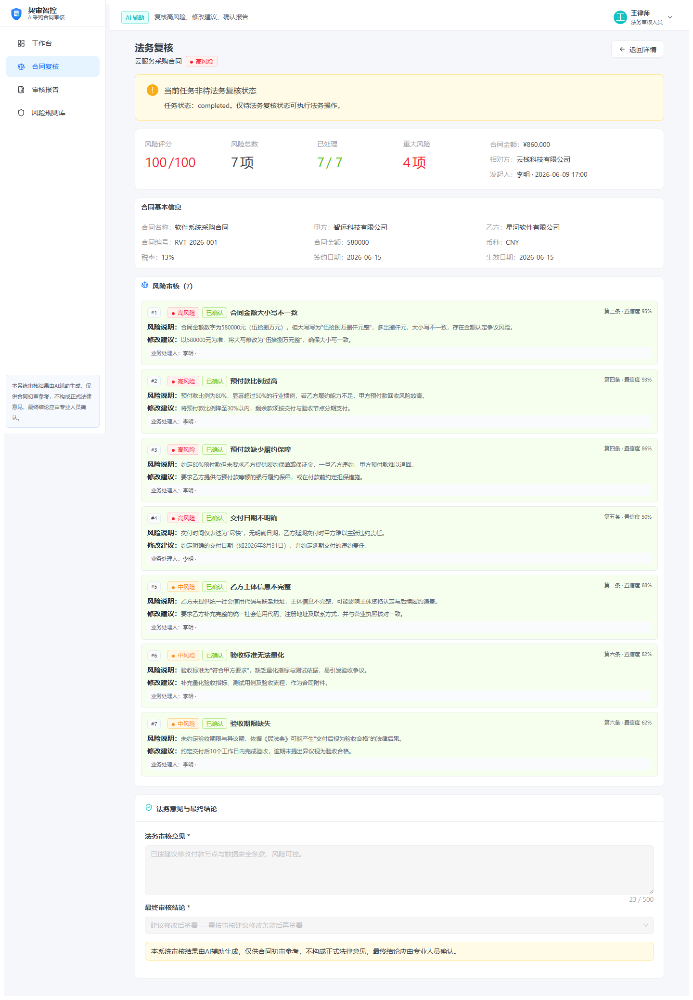 契审智控
AI采购合同审核
工作台
合同复核
审核报告
风险规则库
本系统审核结果由AI辅助生成，仅
供合同初审参考，不构成正式法律
意见，最终结论应由专业人员确
认。
AI 辅助 复核高风险、修改建议、确认报告
王 王律师
法务审核人员
法务复核
返回详情
云服务采购合同 高风险
当前任务非待法务复核状态
任务状态：completed。仅待法务复核状态可执行法务操作。
风险评分 风险总数 已处理 重大风险
100/100 7项 7/ 7 4项
合同金额：¥860,000
相对方：云栈科技有限公司
发起人：李明 · 2026-06-09 17:00
合同基本信息
合同名称：软件系统采购合同 甲方：智远科技有限公司 乙方：星河软件有限公司
合同编号：RVT-2026-001 合同金额：580000 币种：CNY
税率：13% 签约日期：2026-06-15 生效日期：2026-06-15
风险审核（7）
#1 高风险 已确认 合同金额大小写不一致 第三条 · 置信度 95%
风险说明：合同金额数字为580000元（伍拾捌万元），但大写写为"伍拾捌万捌仟元整"，多出捌仟元，大小写不一致，存在金额认定争议风险。
修改建议：以580000元为准，将大写修改为"伍拾捌万元整"，确保大小写一致。
业务处理人：李明 ·
#2 高风险 已确认 预付款比例过高 第四条 · 置信度 93%
风险说明：预付款比例为80%，显著超过50%的行业惯例，若乙方履约能力不足，甲方预付款回收风险较高。
修改建议：将预付款比例降至30%以内，剩余款项按交付与验收节点分期支付。
业务处理人：李明 ·
#3 高风险 已确认 预付款缺少履约保障 第四条 · 置信度 86%
风险说明：约定80%预付款但未要求乙方提供履约保函或保证金，一旦乙方违约，甲方预付款难以追回。
修改建议：要求乙方提供与预付款等额的银行履约保函，或在付款前约定担保措施。
业务处理人：李明 ·
#4 高风险 已确认 交付日期不明确 第五条 · 置信度 50%
风险说明：交付时间仅表述为"尽快"，无明确日期，乙方延期交付时甲方难以主张违约责任。
修改建议：约定明确的交付日期（如2026年8月31日），并约定延期交付的违约责任。
业务处理人：李明 ·
#5 中风险 已确认 乙方主体信息不完整 第一条 · 置信度 88%
风险说明：乙方未提供统一社会信用代码与联系地址，主体信息不完整，可能影响主体资格认定与后续履约追责。
修改建议：要求乙方补充完整的统一社会信用代码、注册地址及联系方式，并与营业执照核对一致。
业务处理人：李明 ·
#6 中风险 已确认 验收标准无法量化 第六条 · 置信度 82%
风险说明：验收标准为"符合甲方要求"，缺乏量化指标与测试依据，易引发验收争议。
修改建议：补充量化验收指标、测试用例及验收流程，作为合同附件。
业务处理人：李明 ·
#7 中风险 已确认 验收期限缺失 第六条 · 置信度 62%
风险说明：未约定验收期限与异议期，依据《民法典》可能产生"交付后视为验收合格"的法律后果。
修改建议：约定交付后10个工作日内完成验收，逾期未提出异议视为验收合格。
业务处理人：李明 ·
法务意见与最终结论
法务审核意见 *
已按建议修改付款节点与数据安全条款，风险可控。
23 / 500
最终审核结论 *
建议修改后签署 — 需按审核建议修改条款后再签署
本系统审核结果由AI辅助生成，仅供合同初审参考，不构成正式法律意见，最终结论应由专业人员确认。